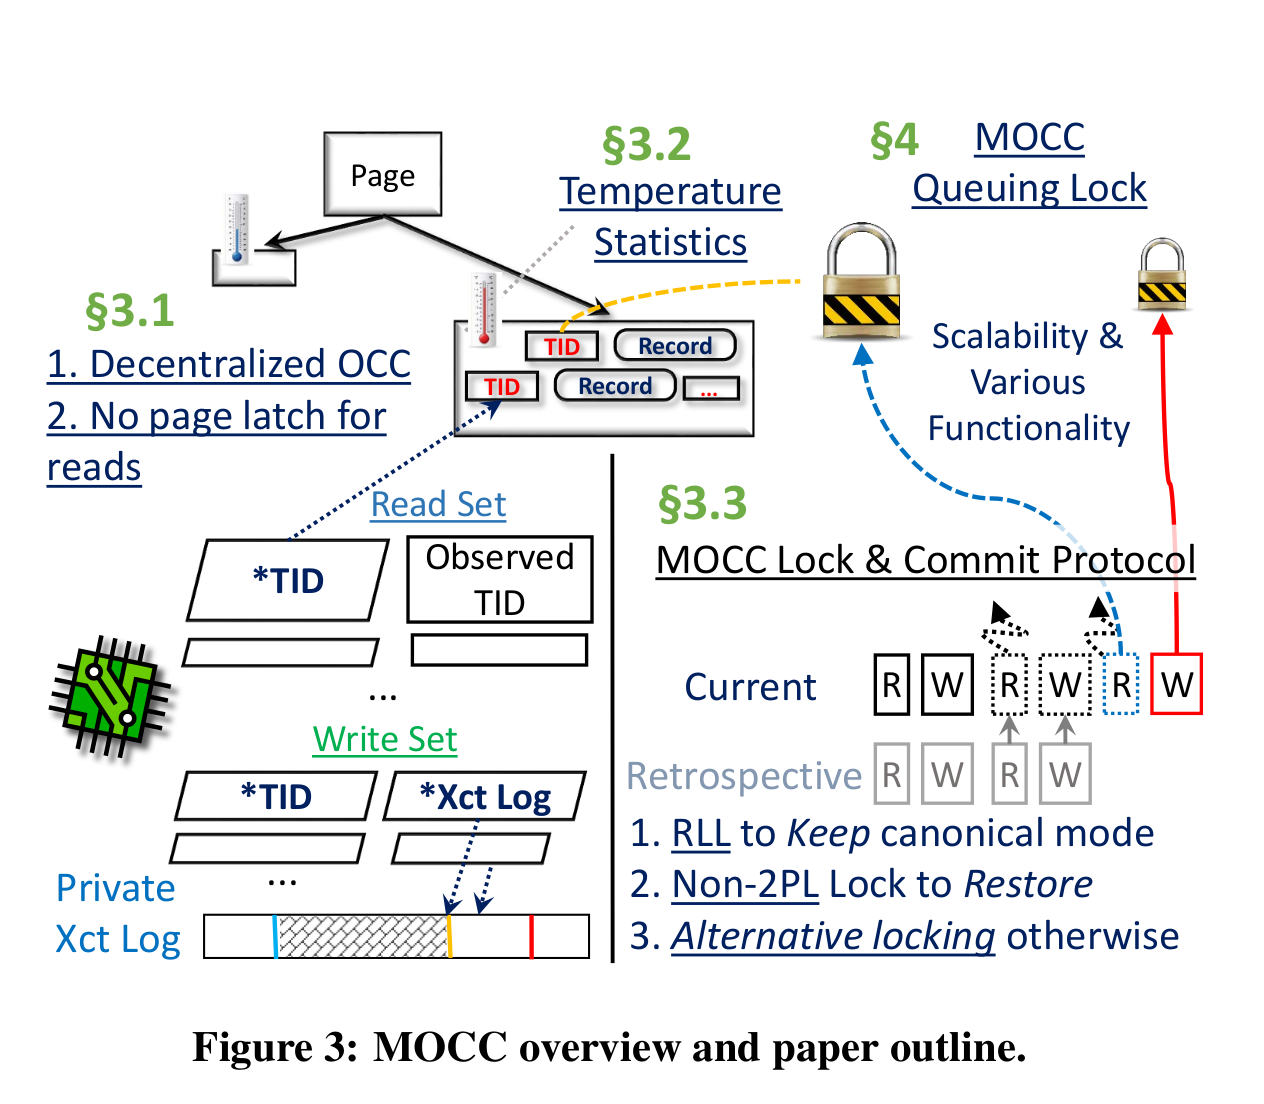 §3.2
§4
MOCC
Queuing Lock
Page
Temperature
Statistics
§3.1
1. Decentralized OCC
2. No page latch for
reads
TID
Record
TID
Record
...
Scalability &
Various
Functionality
Read Set
*TID
Observed
TID
...
Write Set
*TID
*Xct Log
...
Private
Xct Log
§3.3
MOCC Lock & Commit Protocol
Current
R
W
R
W
R
W
Retrospective
R
W
R
W
1. RLL to Keep canonical mode
2. Non-2PL Lock to Restore
3. Alternative locking otherwise
Figure 3: MOCC overview and paper outline.